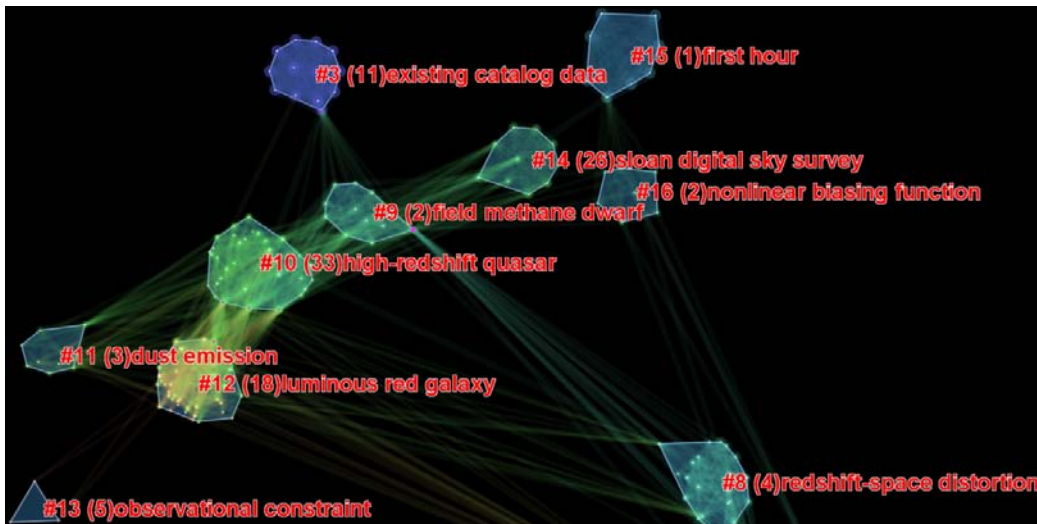 #15 (1)first hour
#3 (11)existing catalog data
#14 (26)sloan digital sky survey
#16 (2)nonlinear biasing function
#9 (2)field methane dwarf
#10 (33)high-redshift quasar
#11 (3)dust emission
#12 (18)luminous red galaxy
#8 (4)redshift-space distortion
#13 (5)observational constraint